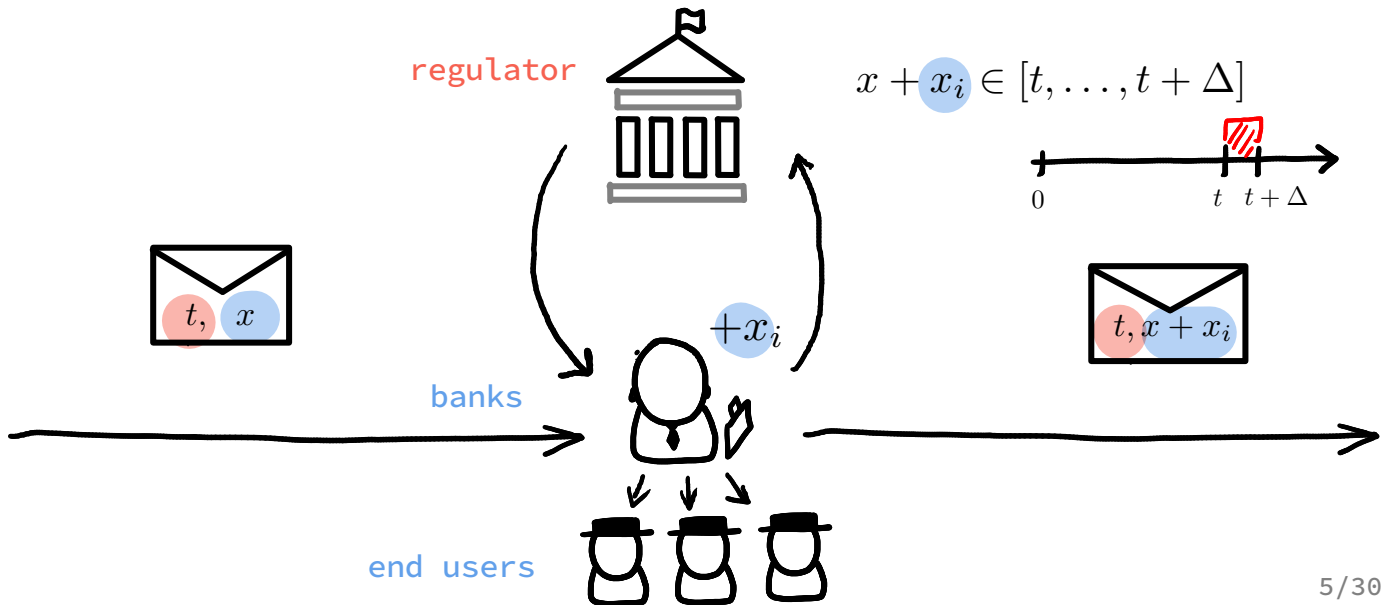 regulator
x + x_i ∈ [t, . . . , t + Δ]
0
t
t + Δ
t, x
+x_i
t, x + x_i
banks
end users
5/30